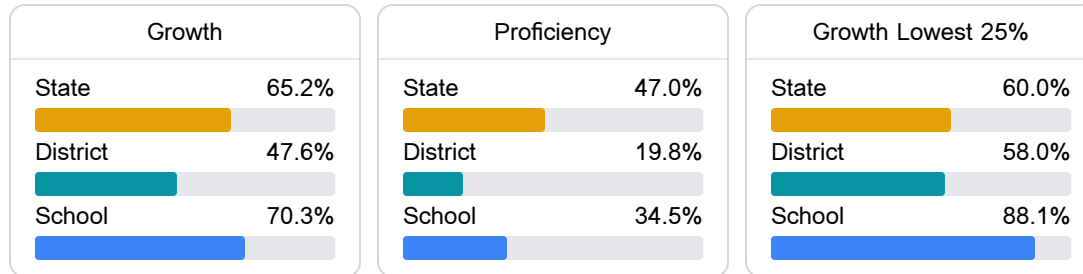 Growth
State 65.2%
District 47.6%
School 70.3%
Proficiency
State 47.0%
District 19.8%
School 34.5%
Growth Lowest 25%
State 60.0%
District 58.0%
School 88.1%